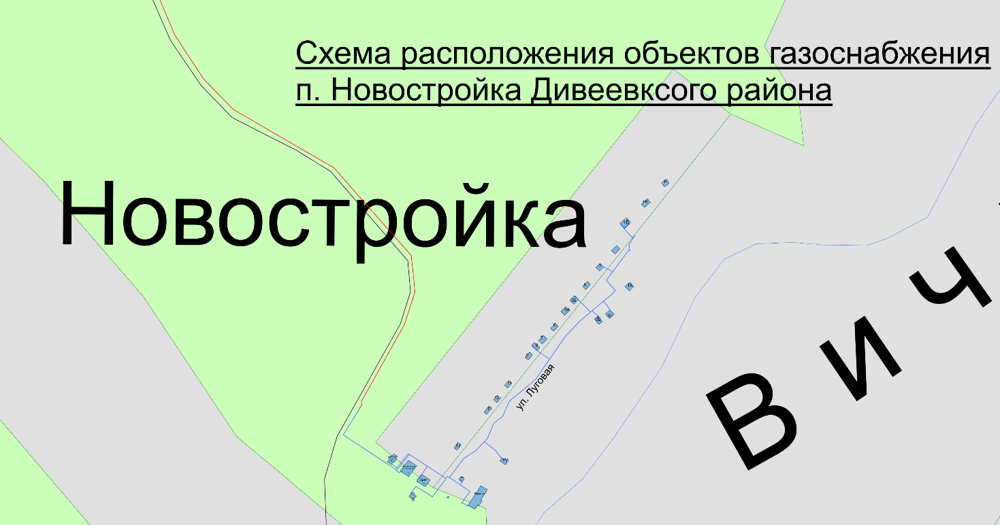 Схема расположения объектов газоснабжения
п. Новостройка Дивеевксого района
Новостройка
В и ч
ул. Луговая